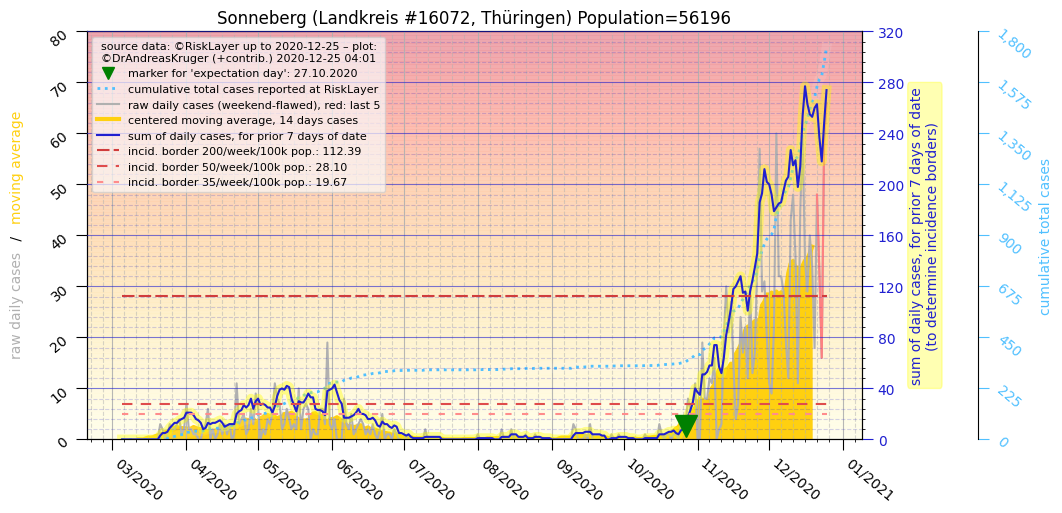 Sonneberg (Landkreis #16072, Thüringen) Population=56196
source data: ©RiskLayer up to 2020-12-25 – plot:
©DrAndreasKruger (+contrib.) 2020-12-25 04:01
marker for 'expectation day': 27.10.2020
cumulative total cases reported at RiskLayer
raw daily cases (weekend-flawed), red: last 5
centered moving average, 14 days cases
sum of daily cases, for prior 7 days of date
incid. border 200/week/100k pop.: 112.39
incid. border 50/week/100k pop.: 28.10
incid. border 35/week/100k pop.: 19.67
raw daily cases / moving average
80
70
60
50
40
30
20
10
0
320
280
240
200
160
120
80
40
0
sum of daily cases, for prior 7 days of date
(to determine incidence borders)
1,800
1,575
1,350
1,125
900
675
450
225
0
cumulative total cases
03/2020
04/2020
05/2020
06/2020
07/2020
08/2020
09/2020
10/2020
11/2020
12/2020
01/2021